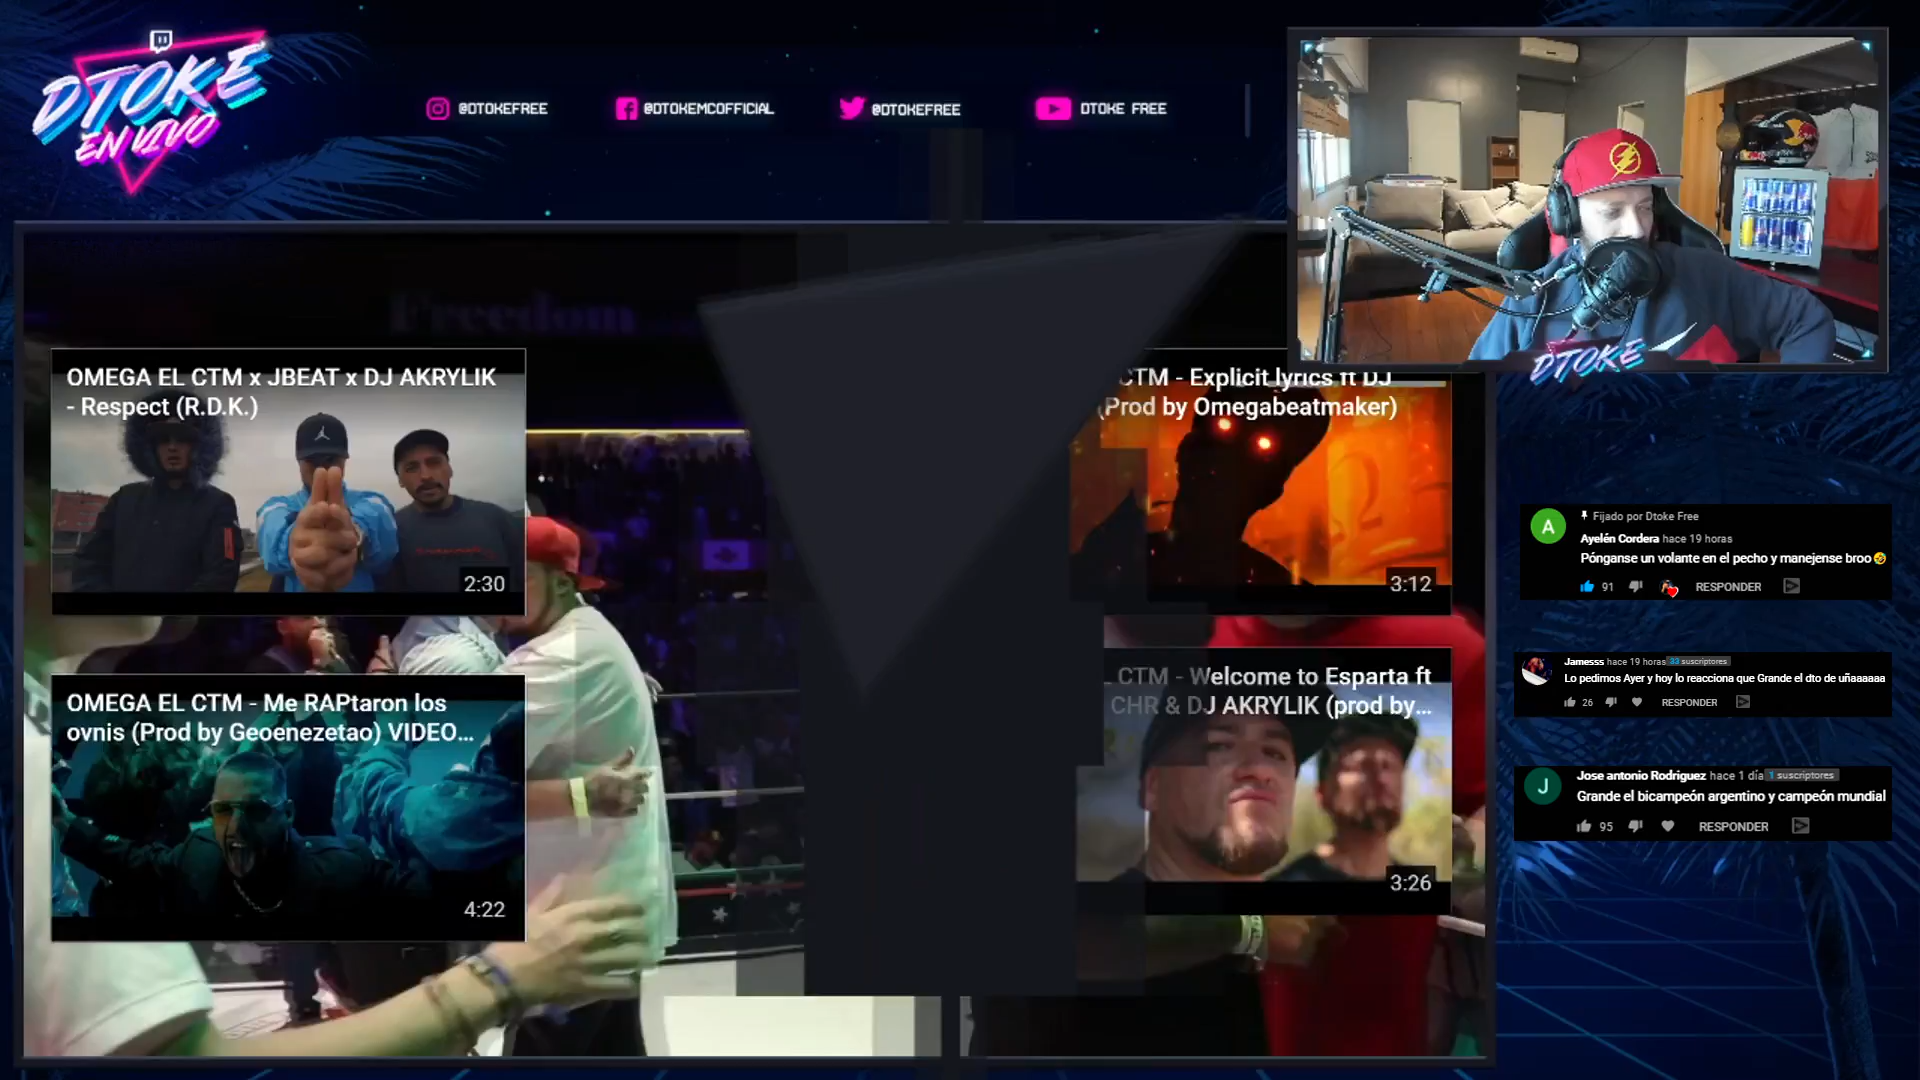 DTOKE
EN VIVO
@DTOKEFREE
@DTOKEMCOFFICIAL
@DTOKEFREE
DTOKE FREE
DTOKE
Freedom
OMEGA EL CTM x JBEAT x DJ AKRYLIK
- Respect (R.D.K.)
2:30
CTM - Explicit lyrics ft DJ
(Prod by Omegabeatmaker)
3:12
OMEGA EL CTM - Me RAPtaron los
ovnis (Prod by Geoenezetao) VIDEO...
4:22
CTM - Welcome to Esparta ft
CHR & DJ AKRYLIK (prod by...
3:26
A
Fijado por Dtoke Free
Ayelén Cordera hace 19 horas
Pónganse un volante en el pecho y manejense broo🤣
91 RESPONDER
Jamesss hace 19 horas 33 suscriptores
Lo pedimos Ayer y hoy lo reacciona que Grande el dto de uñaaaaaa
26 RESPONDER
J
Jose antonio Rodriguez hace 1 día 1 suscriptores
Grande el bicampeón argentino y campeón mundial
95 RESPONDER